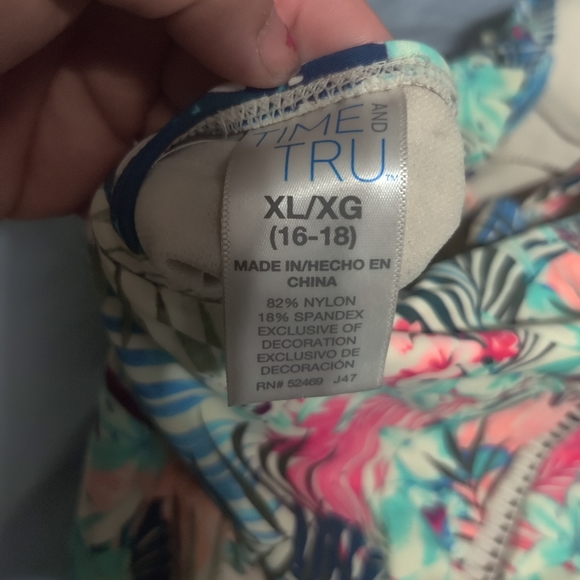 TIME AND
TRU™
XL/XG
(16-18)
MADE IN/HECHO EN
CHINA
82% NYLON
18% SPANDEX
EXCLUSIVE OF
DECORATION
EXCLUSIVO DE
DECORACIÓN
RN# 52469 J47